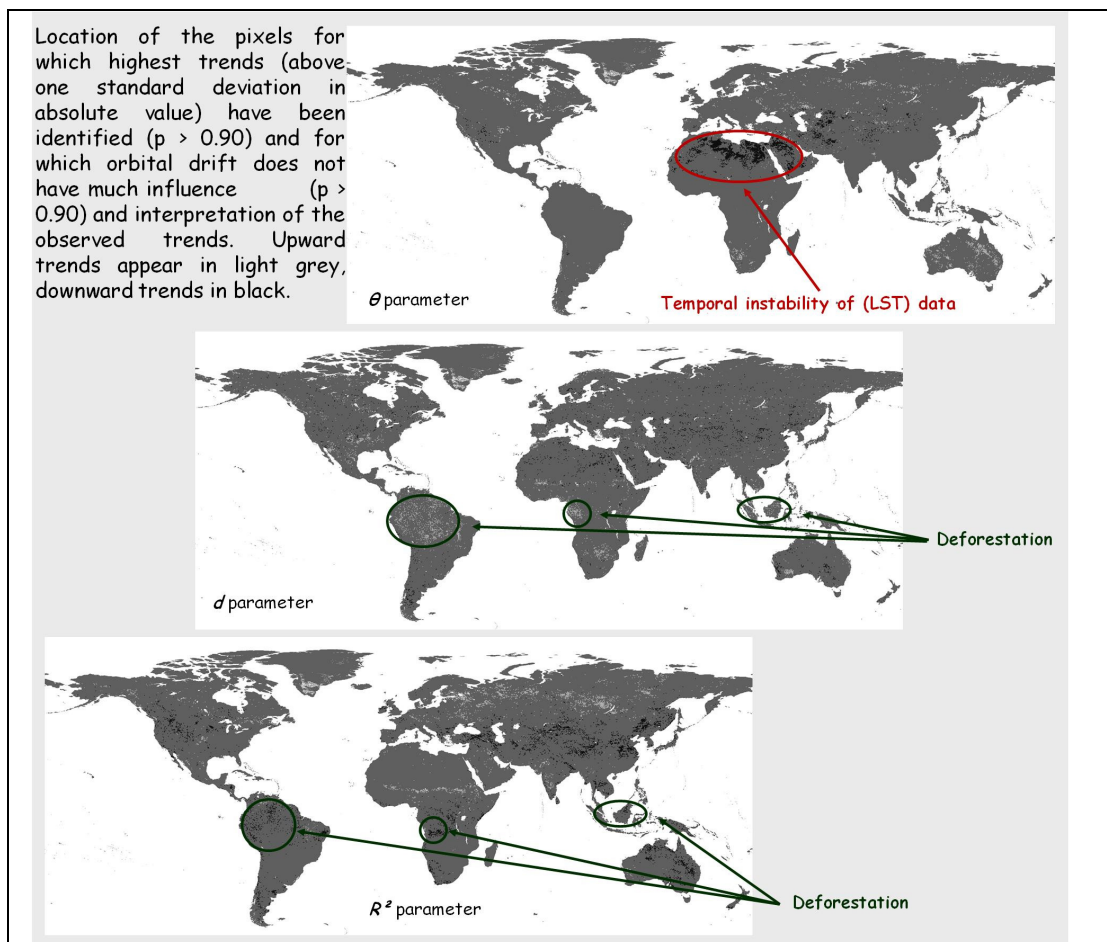 Location of the pixels for
which highest trends (above
one standard deviation in
absolute value) have been
identified (p > 0.90) and for
which orbital drift does not
have much influence (p >
0.90) and interpretation of the
observed trends. Upward
trends appear in light grey,
downward trends in black.
θ parameter
Temporal instability of (LST) data
Deforestation
d parameter
Deforestation
R² parameter